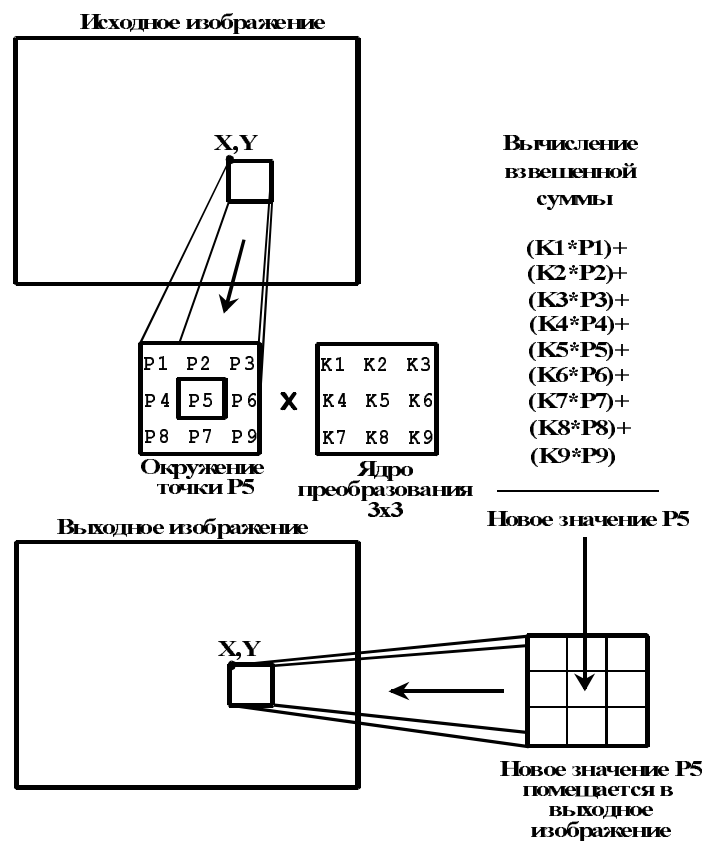 Исходное изображение
X,Y
Вычисление
взвешенной
суммы
(K1*P1)+
(K2*P2)+
(K3*P3)+
(K4*P4)+
(K5*P5)+
(K6*P6)+
(K7*P7)+
(K8*P8)+
(K9*P9)
P1 P2 P3
P4 P5 P6
P8 P7 P9
x
K1 K2 K3
K4 K5 K6
K7 K8 K9
Окружение
точки P5
Ядро
преобразования
3x3
Новое значение P5
Выходное изображение
X,Y
Новое значение P5
помещается в
выходное
изображение